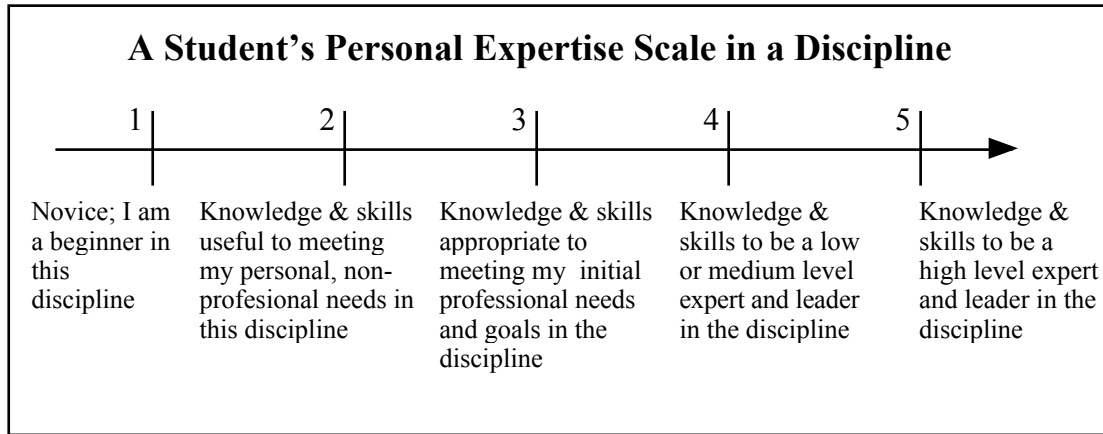 A Student’s Personal Expertise Scale in a Discipline
1
2
3
4
5
Novice; I am
a beginner in
this
discipline
Knowledge & skills
useful to meeting
my personal, non-
profesional needs in
this discipline
Knowledge & skills
appropriate to
meeting my initial
professional needs
and goals in the
discipline
Knowledge &
skills to be a low
or medium level
expert and leader
in the discipline
Knowledge &
skills to be a
high level expert
and leader in the
discipline